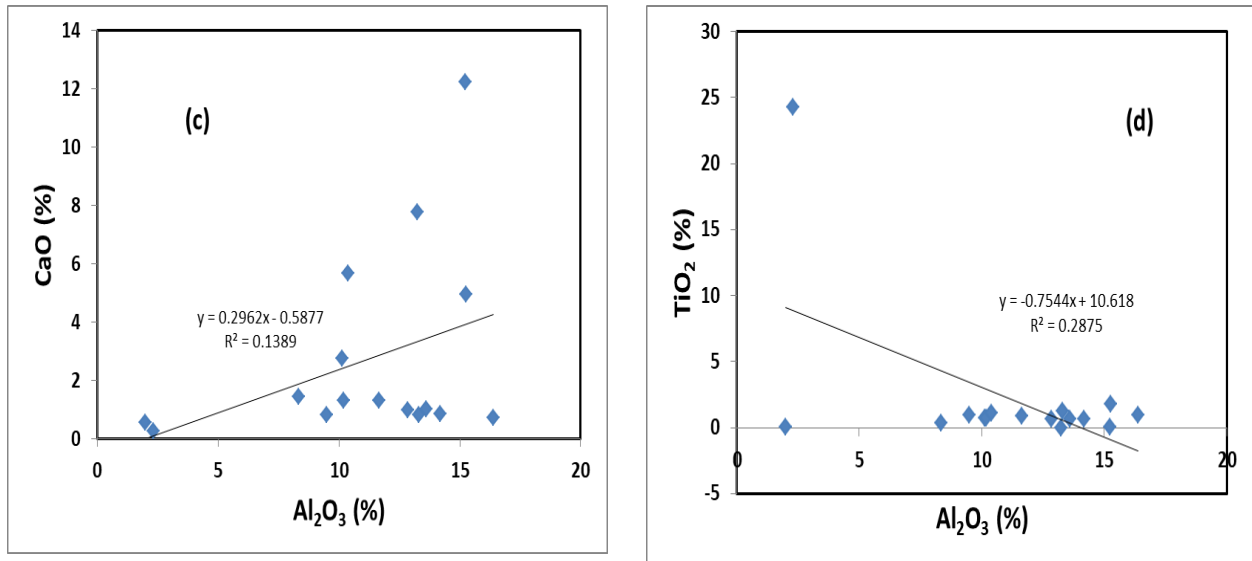 14
12
10
8
6
4
2
0
0
5
10
15
20
CaO (%)
Al₂O₃ (%)
(c)
y = 0.2962x - 0.5877
R² = 0.1389
30
25
20
15
10
5
0
-5
0
5
10
15
20
TiO₂ (%)
Al₂O₃ (%)
(d)
y = -0.7544x + 10.618
R² = 0.2875